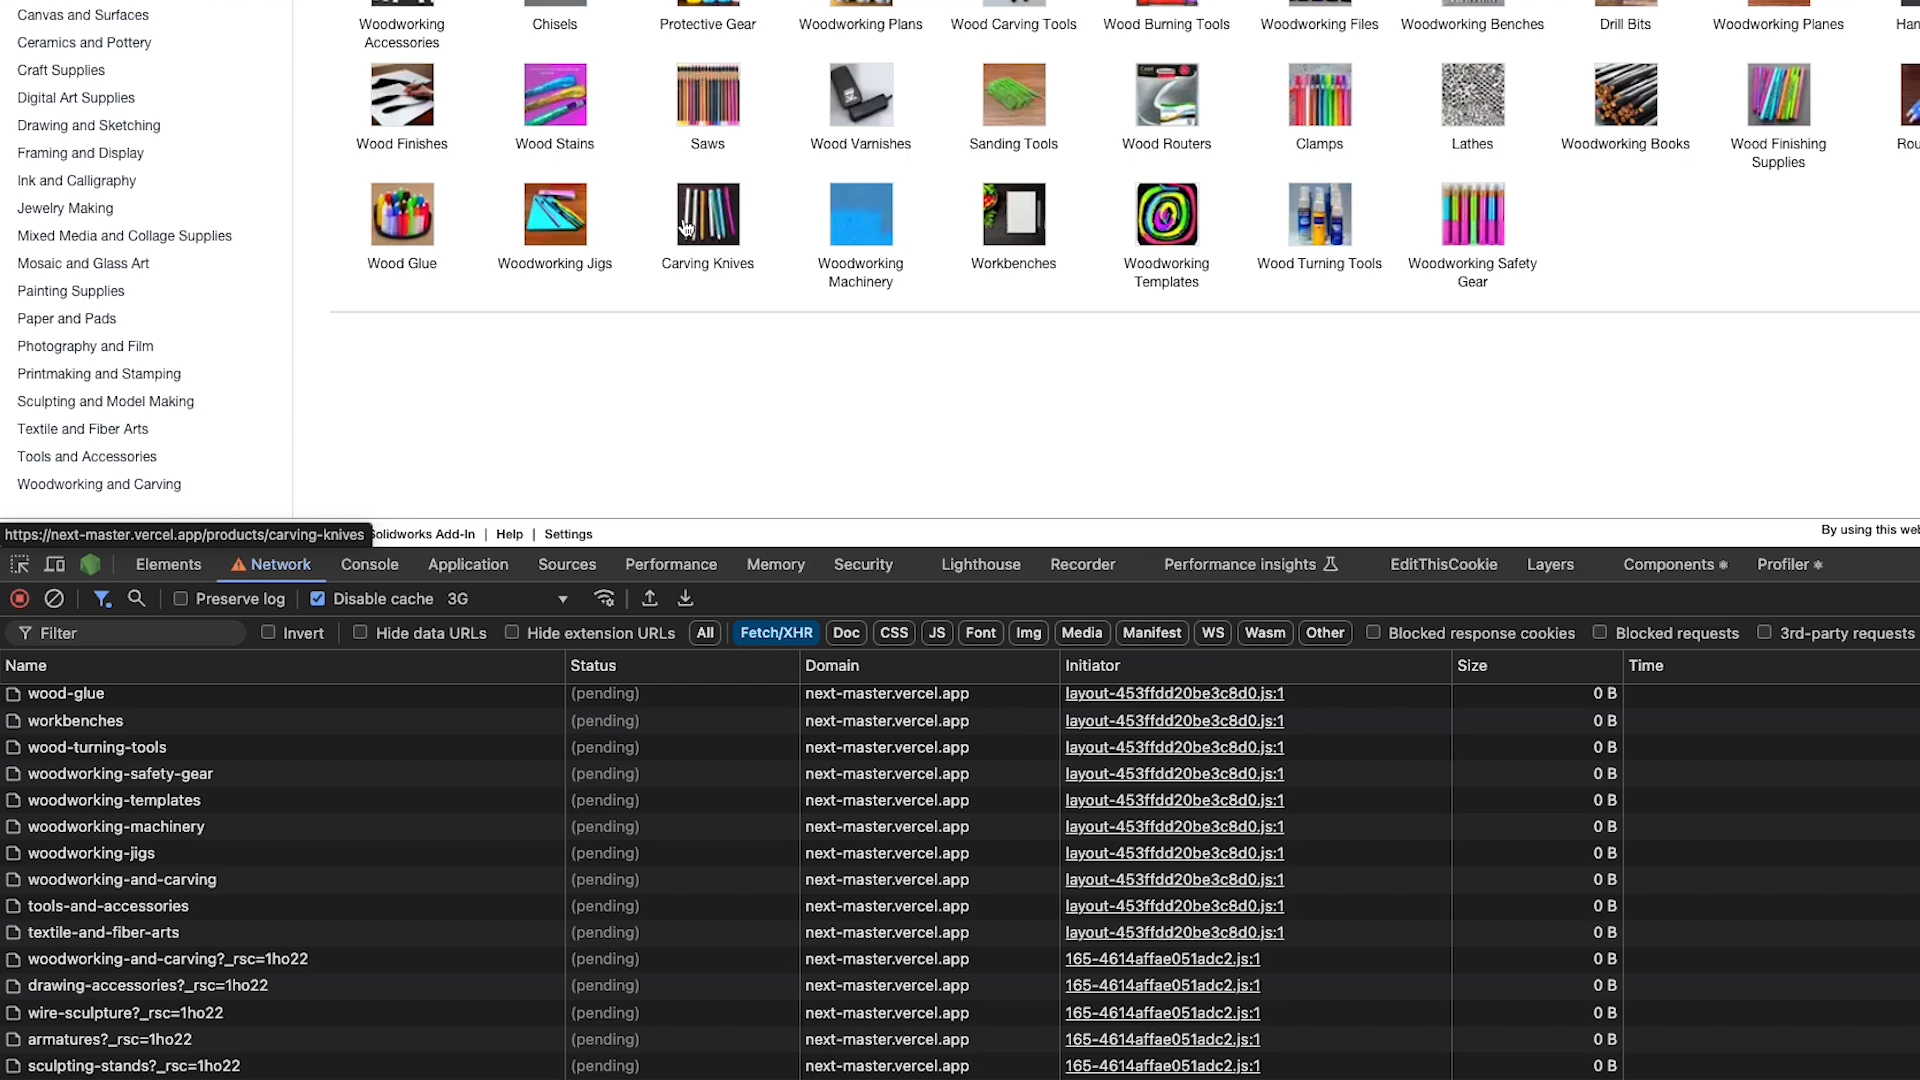 Canvas and Surfaces
Ceramics and Pottery
Craft Supplies
Digital Art Supplies
Drawing and Sketching
Framing and Display
Ink and Calligraphy
Jewelry Making
Mixed Media and Collage Supplies
Mosaic and Glass Art
Painting Supplies
Paper and Pads
Photography and Film
Printmaking and Stamping
Sculpting and Model Making
Textile and Fiber Arts
Tools and Accessories
Woodworking and Carving
Woodworking Accessories
Chisels
Protective Gear
Woodworking Plans
Wood Carving Tools
Wood Burning Tools
Woodworking Files
Woodworking Benches
Drill Bits
Woodworking Planes
Han
Wood Finishes
Wood Stains
Saws
Wood Varnishes
Sanding Tools
Wood Routers
Clamps
Lathes
Woodworking Books
Wood Finishing Supplies
Rou
Wood Glue
Woodworking Jigs
Carving Knives
Woodworking Machinery
Workbenches
Woodworking Templates
Wood Turning Tools
Woodworking Safety Gear
https://next-master.vercel.app/products/carving-knives
Solidworks Add-In | Help | Settings
By using this web
Elements Network Console Application Sources Performance Memory Security Lighthouse Recorder Performance insights EditThisCookie Layers Components Profiler
Preserve log Disable cache 3G
Filter Invert Hide data URLs Hide extension URLs All Fetch/XHR Doc CSS JS Font Img Media Manifest WS Wasm Other Blocked response cookies Blocked requests 3rd-party requests
Name Status Domain Initiator Size Time
wood-glue (pending) next-master.vercel.app layout-453ffdd20be3c8d0.js:1 0 B
workbenches (pending) next-master.vercel.app layout-453ffdd20be3c8d0.js:1 0 B
wood-turning-tools (pending) next-master.vercel.app layout-453ffdd20be3c8d0.js:1 0 B
woodworking-safety-gear (pending) next-master.vercel.app layout-453ffdd20be3c8d0.js:1 0 B
woodworking-templates (pending) next-master.vercel.app layout-453ffdd20be3c8d0.js:1 0 B
woodworking-machinery (pending) next-master.vercel.app layout-453ffdd20be3c8d0.js:1 0 B
woodworking-jigs (pending) next-master.vercel.app layout-453ffdd20be3c8d0.js:1 0 B
woodworking-and-carving (pending) next-master.vercel.app layout-453ffdd20be3c8d0.js:1 0 B
tools-and-accessories (pending) next-master.vercel.app layout-453ffdd20be3c8d0.js:1 0 B
textile-and-fiber-arts (pending) next-master.vercel.app layout-453ffdd20be3c8d0.js:1 0 B
woodworking-and-carving?_rsc=1ho22 (pending) next-master.vercel.app 165-4614affae051adc2.js:1 0 B
drawing-accessories?_rsc=1ho22 (pending) next-master.vercel.app 165-4614affae051adc2.js:1 0 B
wire-sculpture?_rsc=1ho22 (pending) next-master.vercel.app 165-4614affae051adc2.js:1 0 B
armatures?_rsc=1ho22 (pending) next-master.vercel.app 165-4614affae051adc2.js:1 0 B
sculpting-stands?_rsc=1ho22 (pending) next-master.vercel.app 165-4614affae051adc2.js:1 0 B